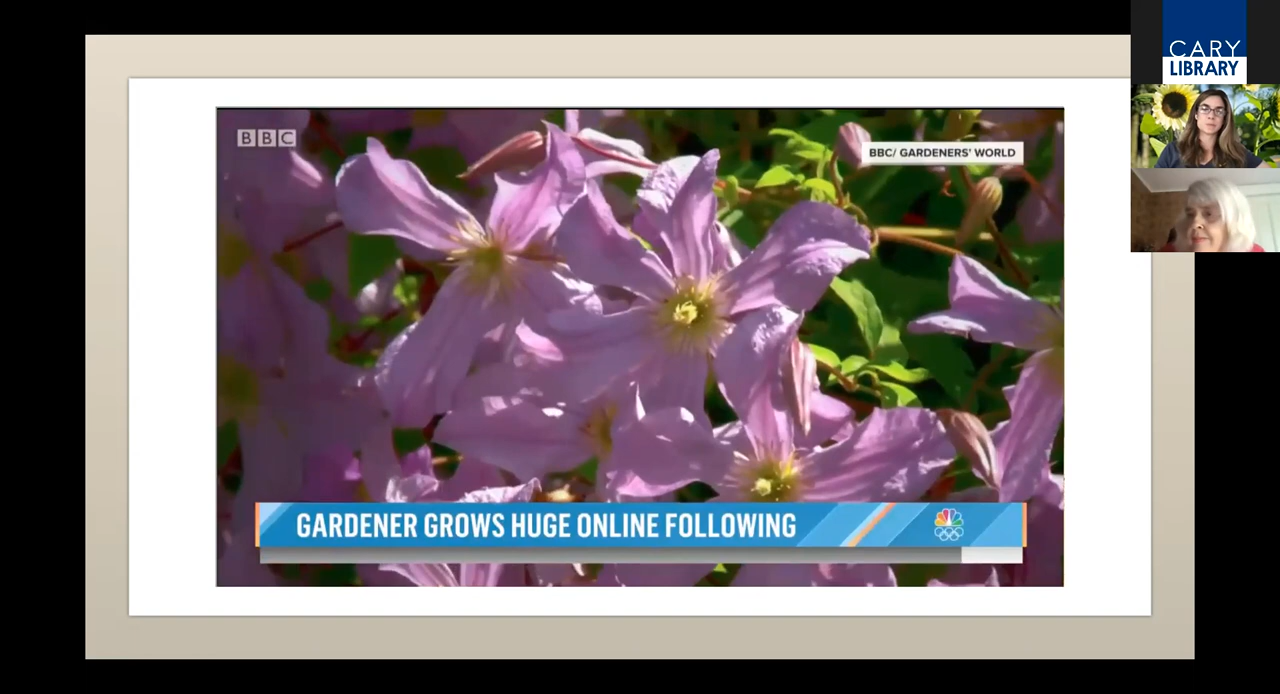 CARY
LIBRARY
BBC
BBC/ GARDENERS' WORLD
GARDENER GROWS HUGE ONLINE FOLLOWING